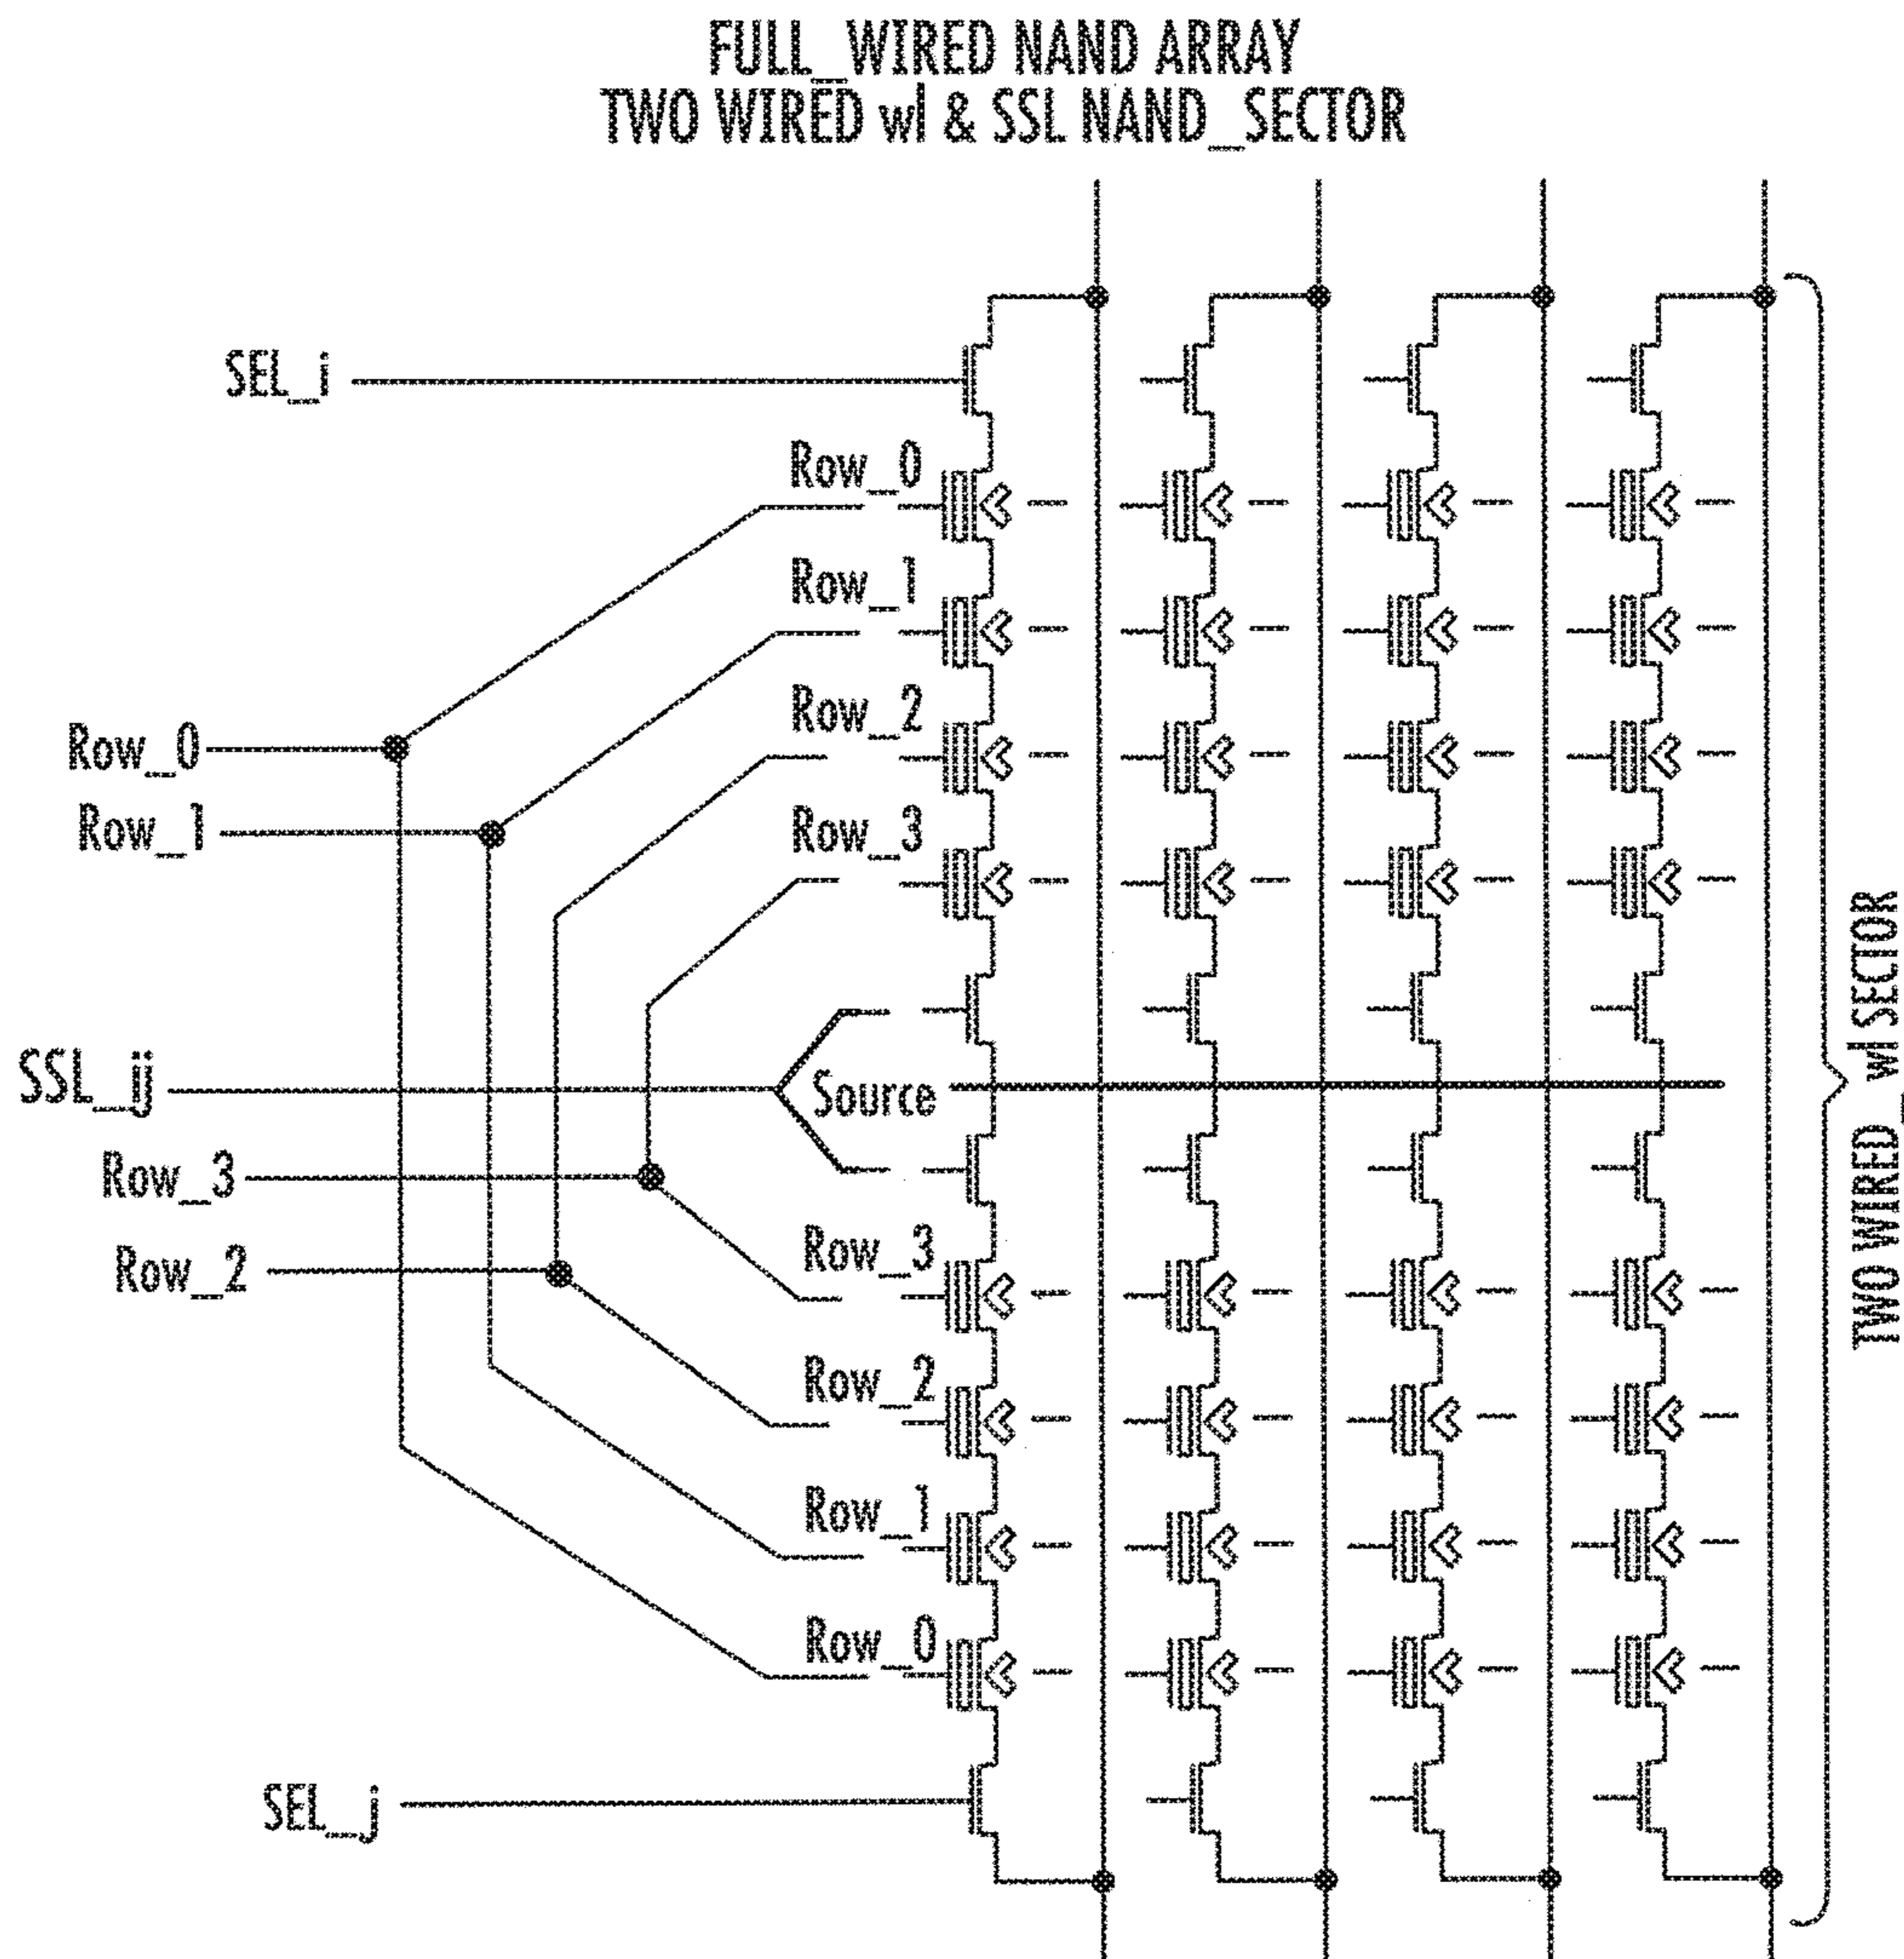 FULL_WIRED NAND ARRAY
TWO WIRED wl & SSL NAND_SECTOR
SEL_i
Row_0
Row_1
Row_2
Row_0
Row_1
Row_3
SSL_ij
Source
Row_3
Row_3
Row_2
Row_2
Row_1
Row_0
SEL_j
TWO WIRED_wl SECTOR